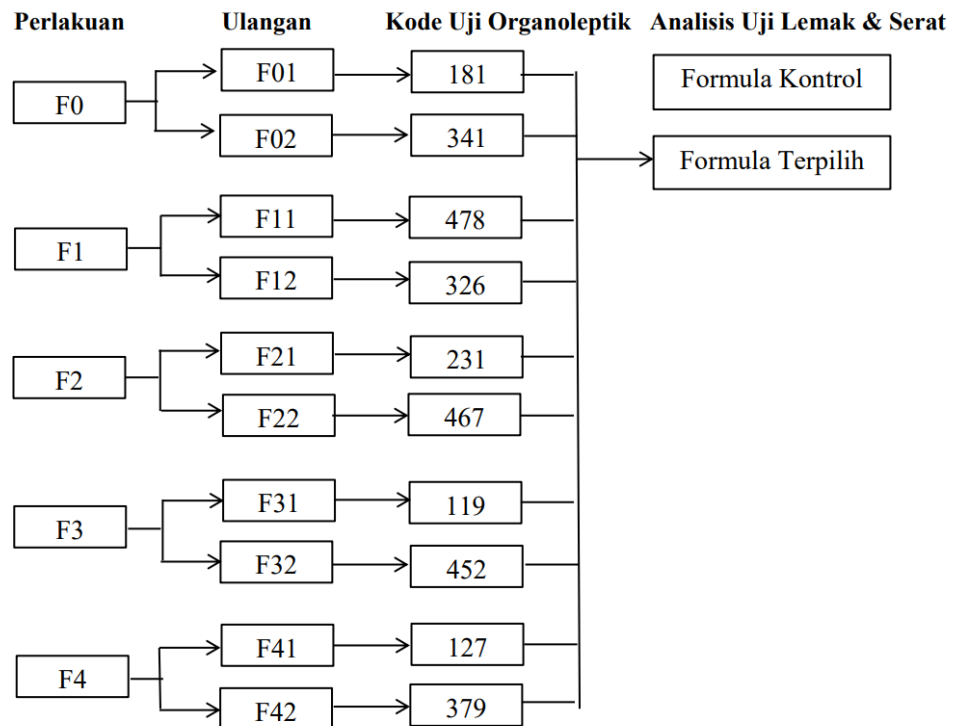 Perlakuan Ulangan Kode Uji Organoleptik Analisis Uji Lemak & Serat
F0 F01 181 Formula Kontrol
F02 341 Formula Terpilih
F1 F11 478
F12 326
F2 F21 231
F22 467
F3 F31 119
F32 452
F4 F41 127
F42 379